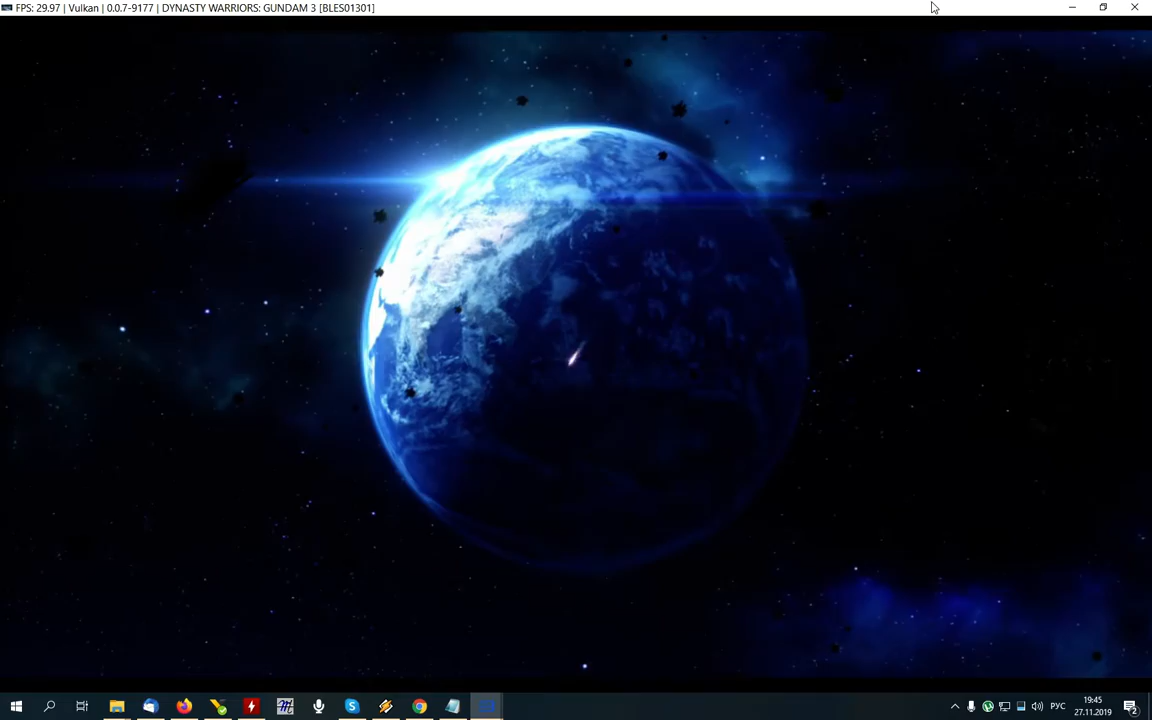 FPS: 29.97 | Vulkan | 0.0.7-9177 | DYNASTY WARRIORS: GUNDAM 3 [BLES01301]
РУС
19:45
27.11.2019
2